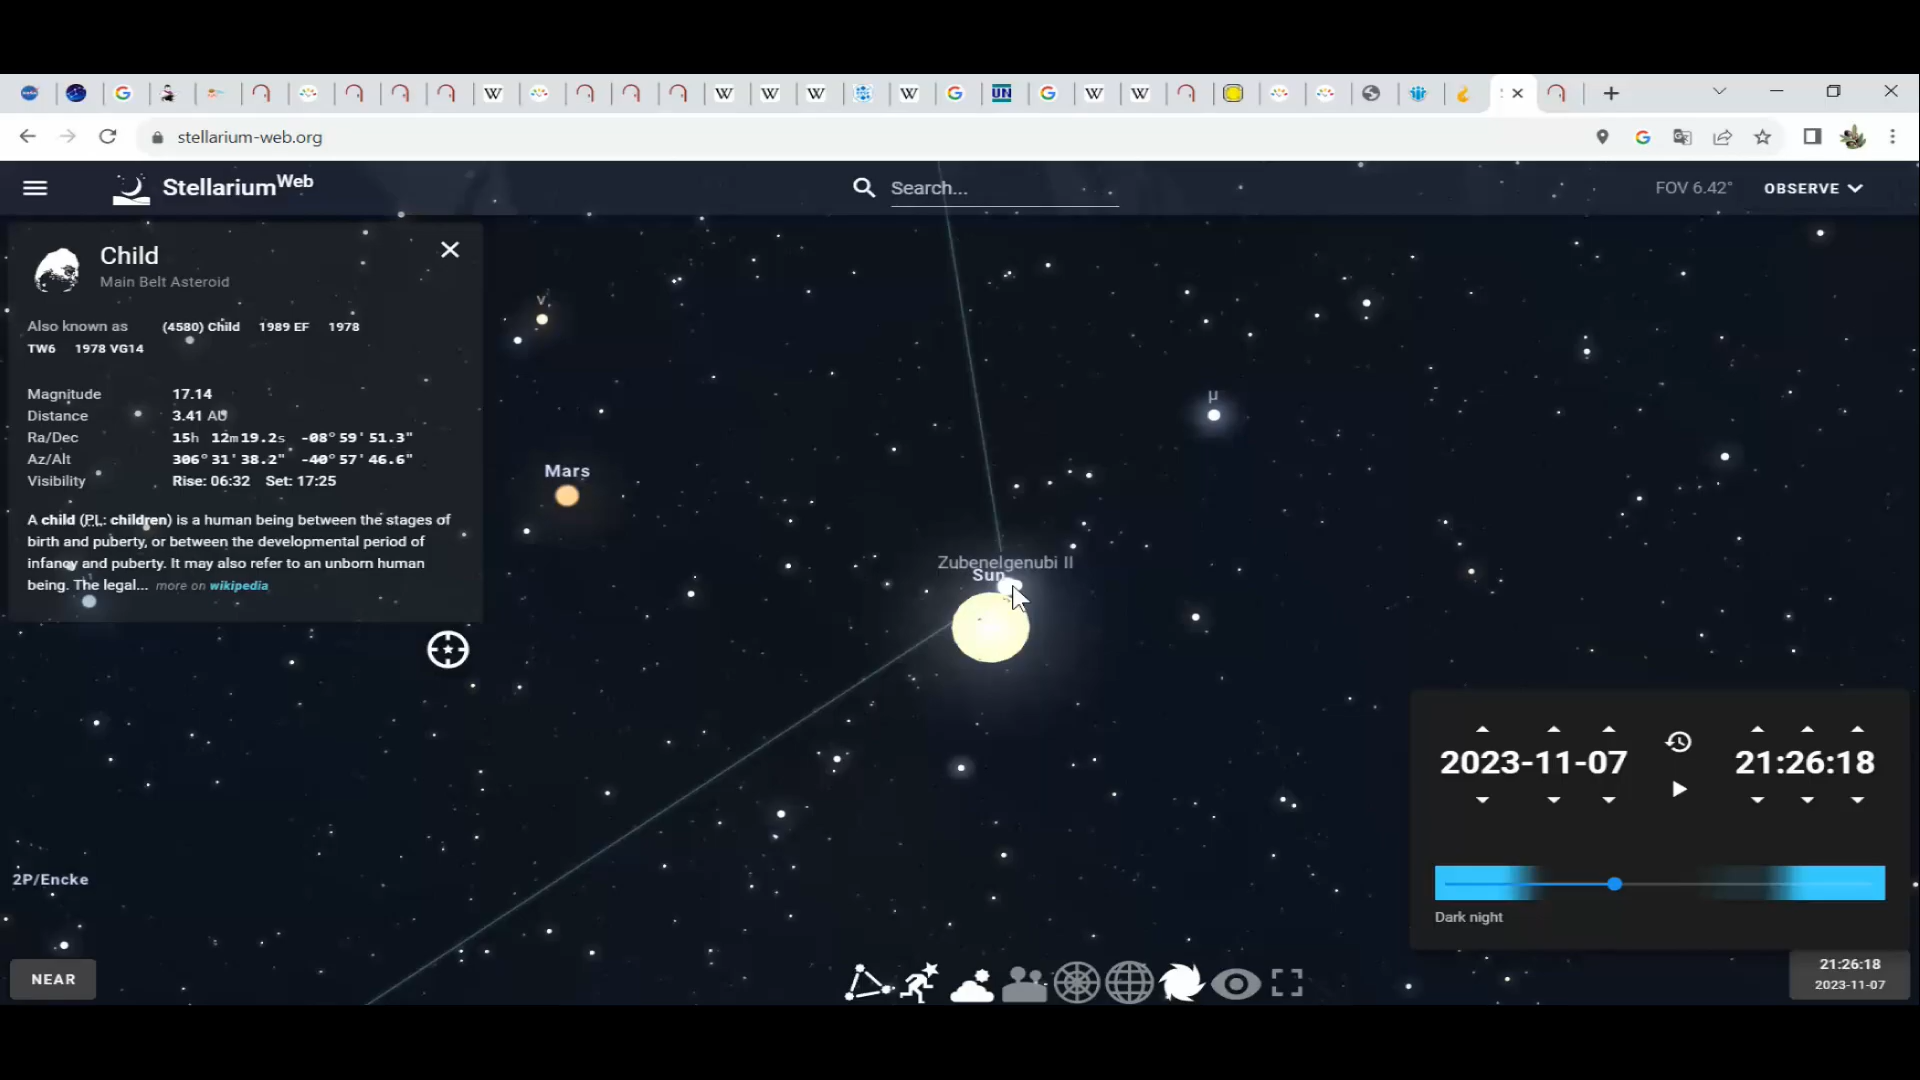 stellarium-web.org
StellariumWeb
Search...
FOV 6.42°
OBSERVE
Child
Main Belt Asteroid
Also known as (4580) Child 1989 EF 1978
TW6 1978 VG14
Magnitude 17.14
Distance 3.41 AU
Ra/Dec 15h 12m19.2s -08°59'51.3"
Az/Alt 306°31'38.2" -40°57'46.6"
Visibility Rise: 06:32 Set: 17:25
A child (PL: children) is a human being between the stages of
birth and puberty, or between the developmental period of
infancy and puberty. It may also refer to an unborn human
being. The legal... more on wikipedia
ν
μ
Mars
Zubenelgenubi II
Sun
2P/Encke
2023-11-07
21:26:18
Dark night
NEAR
21:26:18
2023-11-07